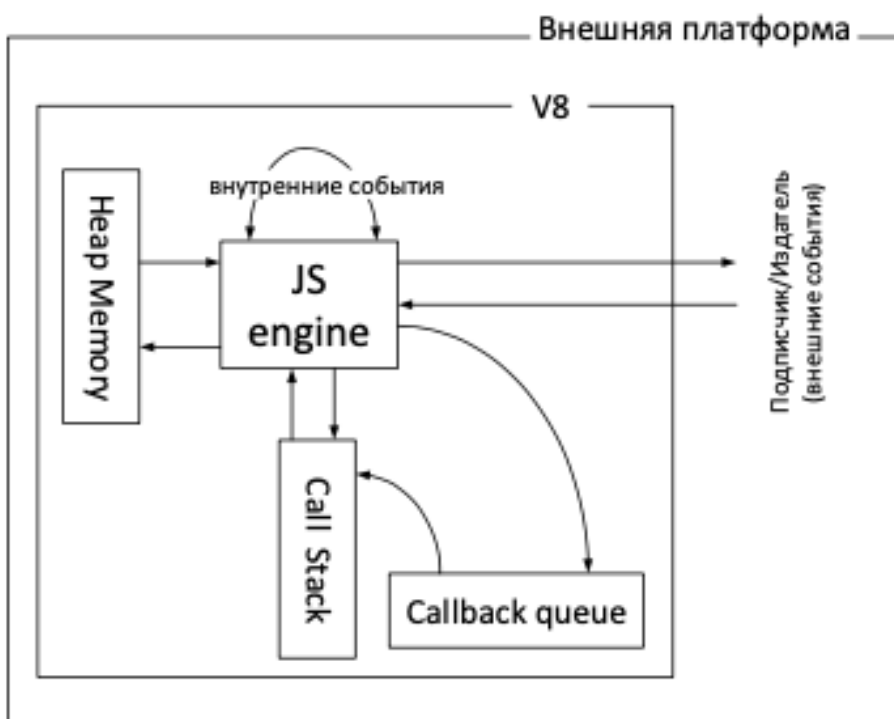 Внешняя платформа
V8
внутренние события
Heap Memory
JS
engine
Подписчик/Издатель
(внешние события)
Call Stack
Callback queue